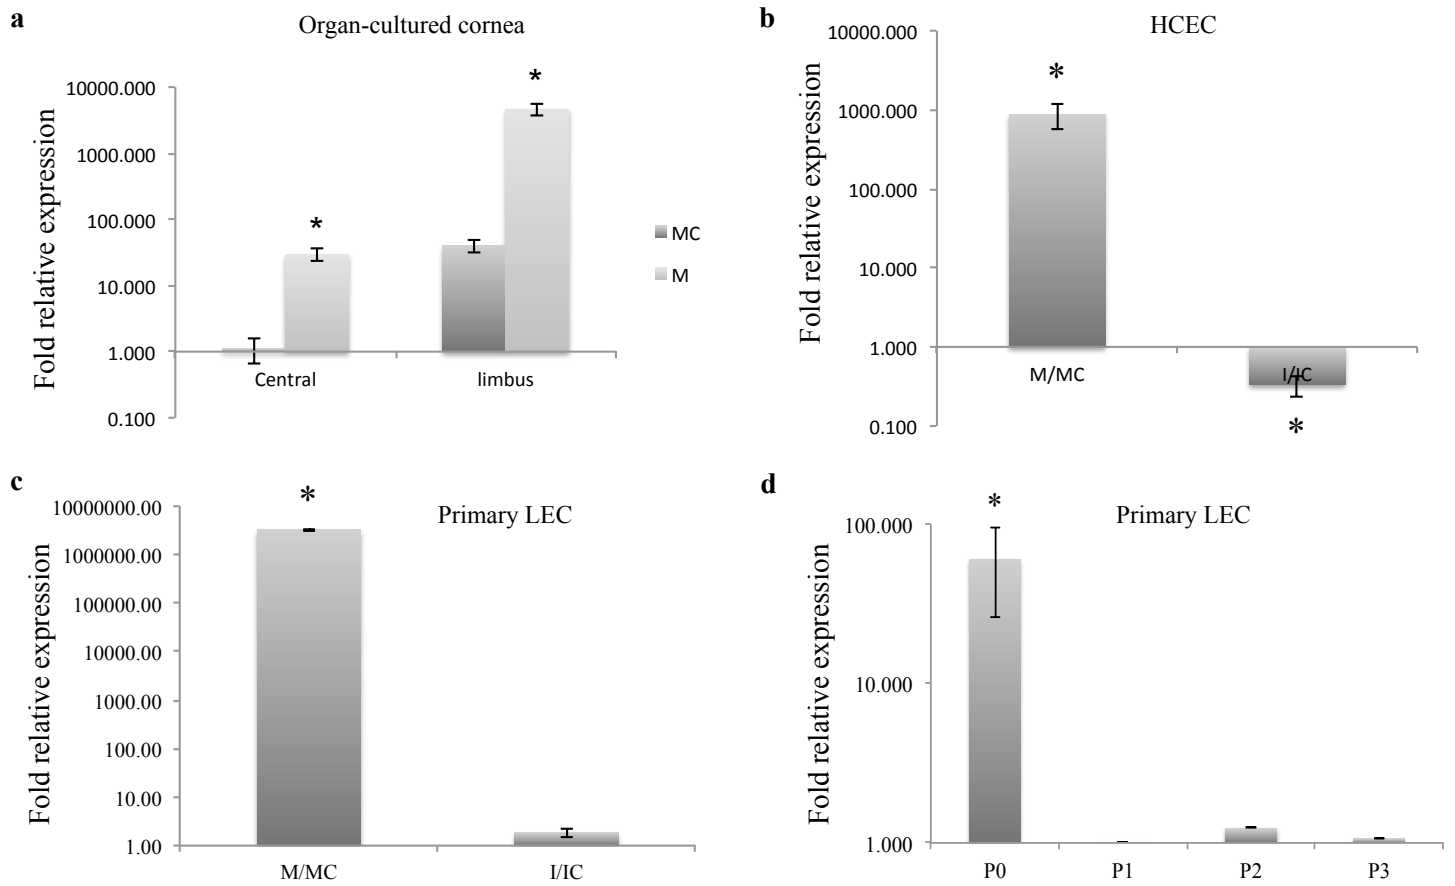 a
Organ-cultured cornea
Fold relative expression
10000.000
1000.000
100.000
10.000
1.000
0.100
*
*
Central
limbus
MC
M
b
HCEC
Fold relative expression
10000.000
1000.000
100.000
10.000
1.000
0.100
*
M/MC
I/IC
*
c
Primary LEC
Fold relative expression
10000000.00
1000000.00
100000.00
10000.00
1000.00
100.00
10.00
1.00
*
M/MC
I/IC
d
Primary LEC
Fold relative expression
100.000
10.000
1.000
*
P0
P1
P2
P3